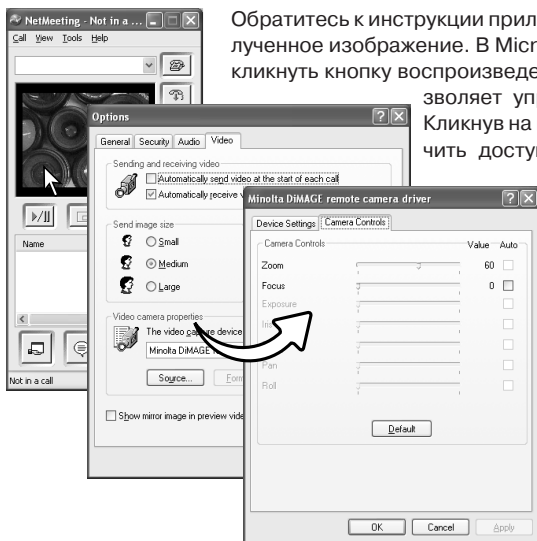 NetMeeting - Not in a ...
Call View Tools Help
Обратитесь к инструкции прил
лученное изображение. В Micr
кликнуть кнопку воспроизведе
зволяет упр
Кликнув на
чить досту
Name
Not in a call
Options
General Security Audio Video
Sending and receiving video
Automatically send video at the start of each call
Automatically receive v
Send image size
Small
Medium
Large
Video camera properties
The video capture device
Minolta DiMAGE
Source... Form
Show mirror image in preview vide
Minolta DiMAGE remote camera driver
Device Settings Camera Controls
Camera Controls Value Auto
Zoom 60
Focus 0
Exposure
Pan
Roll
Default
OK Cancel Apply